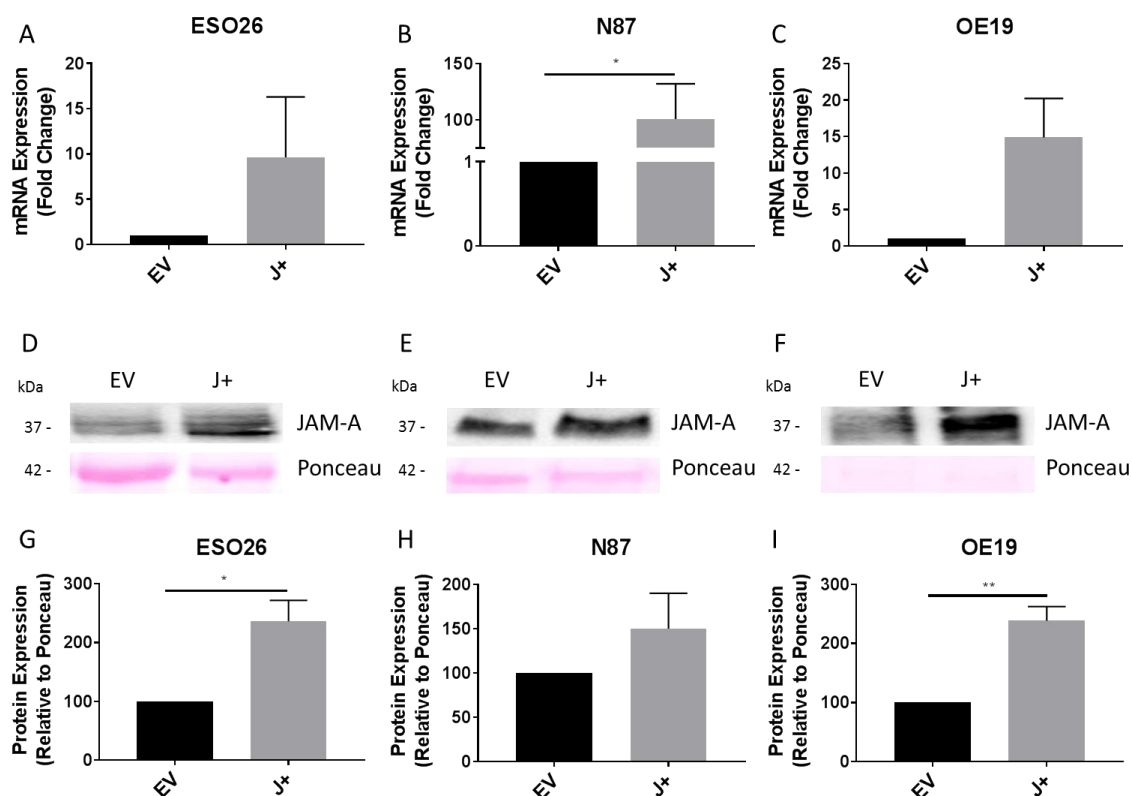 A
ESO26
mRNA Expression
(Fold Change)
20
15
10
5
0
EV
J+
B
N87
mRNA Expression
(Fold Change)
150
100
1
0
*
EV
J+
C
OE19
mRNA Expression
(Fold Change)
25
20
15
10
5
0
EV
J+
D
kDa
EV J+
37 - JAM-A
42 - Ponceau
E
kDa
EV J+
37 - JAM-A
42 - Ponceau
F
kDa
EV J+
37 - JAM-A
42 - Ponceau
G
ESO26
Protein Expression
(Relative to Ponceau)
300
200
100
0
*
EV
J+
H
N87
Protein Expression
(Relative to Ponceau)
200
150
100
50
0
EV
J+
I
OE19
Protein Expression
(Relative to Ponceau)
300
200
100
0
**
EV
J+